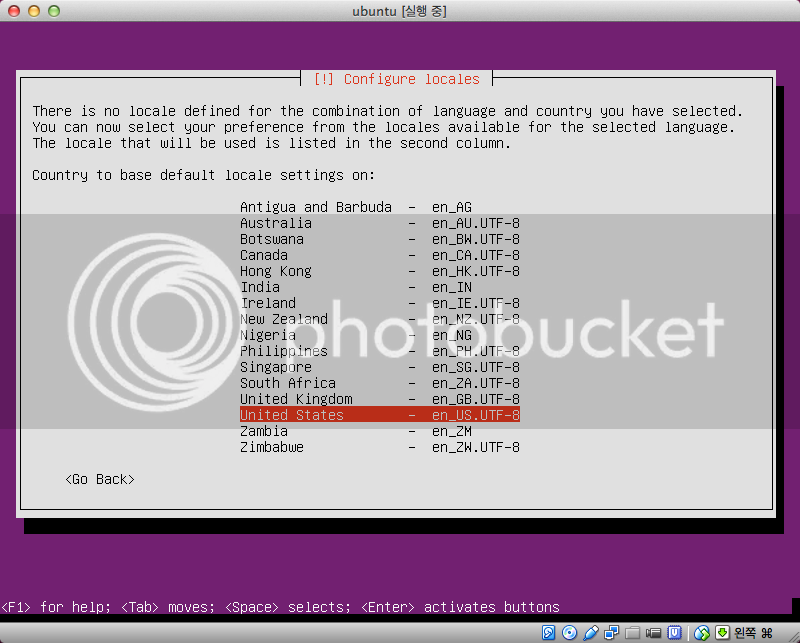 ubuntu [실행 중]
[!] Configure locales
There is no locale defined for the combination of language and country you have selected.
You can now select your preference from the locales available for the selected language.
The locale that will be used is listed in the second column.
Country to base default locale settings on:
Antigua and Barbuda - en_AG
Australia - en_AU.UTF-8
Botswana - en_BW.UTF-8
Canada - en_CA.UTF-8
Hong Kong - en_HK.UTF-8
India - en_IN
Ireland - en_IE.UTF-8
New Zealand - en_NZ.UTF-8
Nigeria - en_NG
Philippines - en_PH.UTF-8
Singapore - en_SG.UTF-8
South Africa - en_ZA.UTF-8
United Kingdom - en_GB.UTF-8
United States - en_US.UTF-8
Zambia - en_ZM
Zimbabwe - en_ZW.UTF-8
photobucket
<Go Back>
<F1> for help; <Tab> moves; <Space> selects; <Enter> activates buttons
왼쪽 ⌘